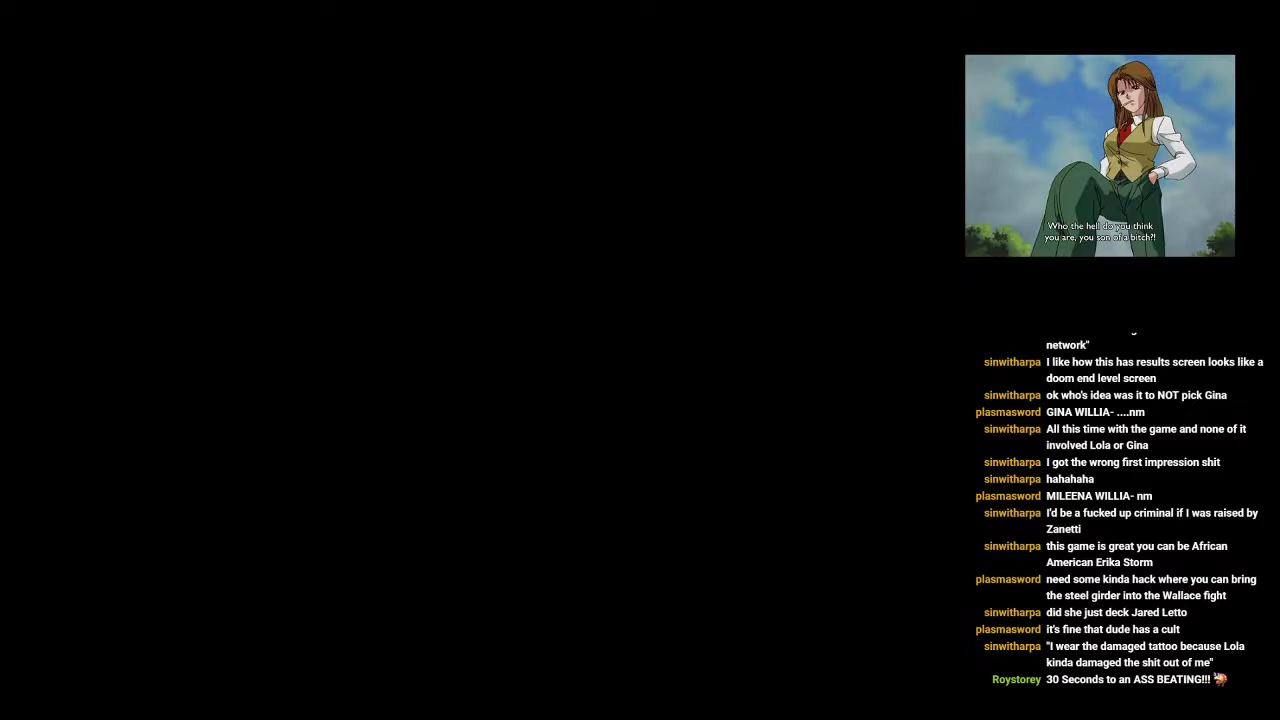 Who the hell do you think
you are, you son of a bitch?!
network"
sinwitharpa I like how this has results screen looks like a
doom end level screen
sinwitharpa ok who's idea was it to NOT pick Gina
plasmasword GINA WILLIA- ....nm
sinwitharpa All this time with the game and none of it
involved Lola or Gina
sinwitharpa I got the wrong first impression shit
sinwitharpa hahahaha
plasmasword MILEENA WILLIA- nm
sinwitharpa I'd be a fucked up criminal if I was raised by
Zanetti
sinwitharpa this game is great you can be African
American Erika Storm
plasmasword need some kinda hack where you can bring
the steel girder into the Wallace fight
sinwitharpa did she just deck Jared Letto
plasmasword it's fine that dude has a cult
sinwitharpa "I wear the damaged tattoo because Lola
kinda damaged the shit out of me"
Roystorey 30 Seconds to an ASS BEATING!!!